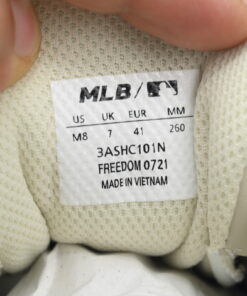 MLB/
US UK EUR MM
M8 7 41 260
3ASHC101N
FREEDOM 0721
MADE IN VIETNAM